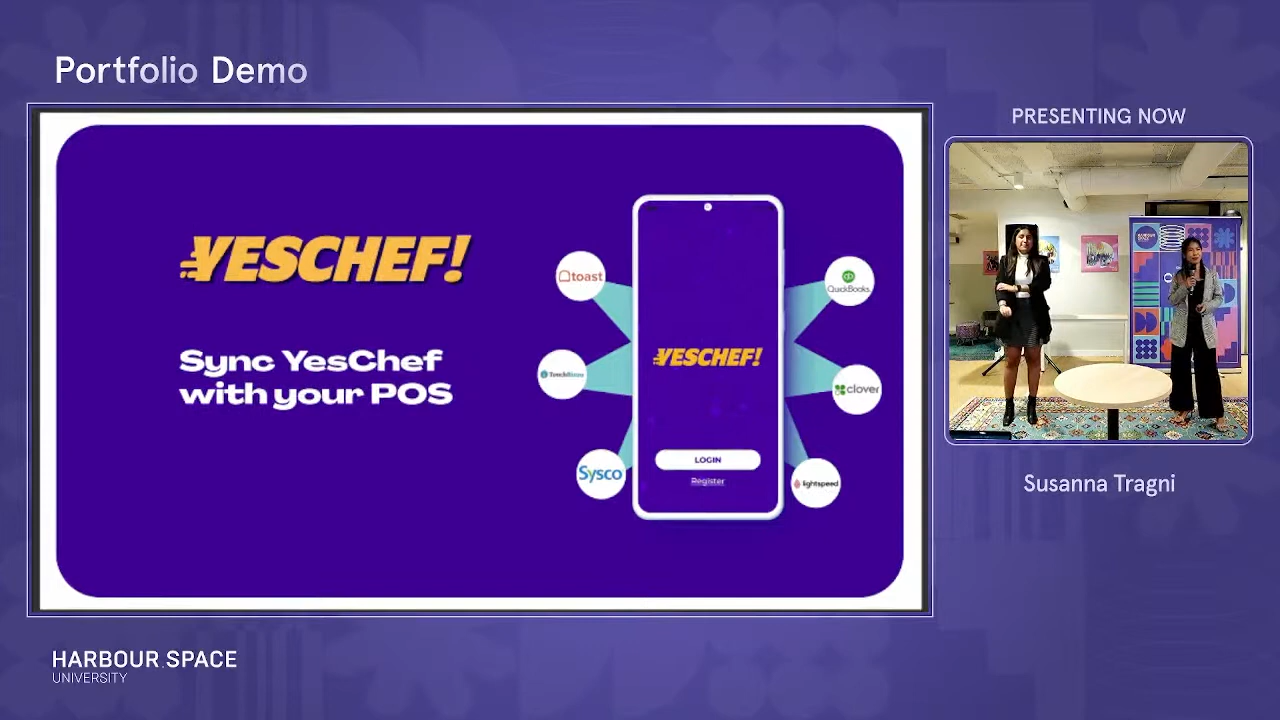 Portfolio Demo
PRESENTING NOW
YESCHEF!
Sync YesChef
with your POS
toast
QuickBooks
YESCHEF!
TouchBistro
clover
LOGIN
Register
Sysco
lightspeed
Susanna Tragni
HARBOUR.SPACE
UNIVERSITY